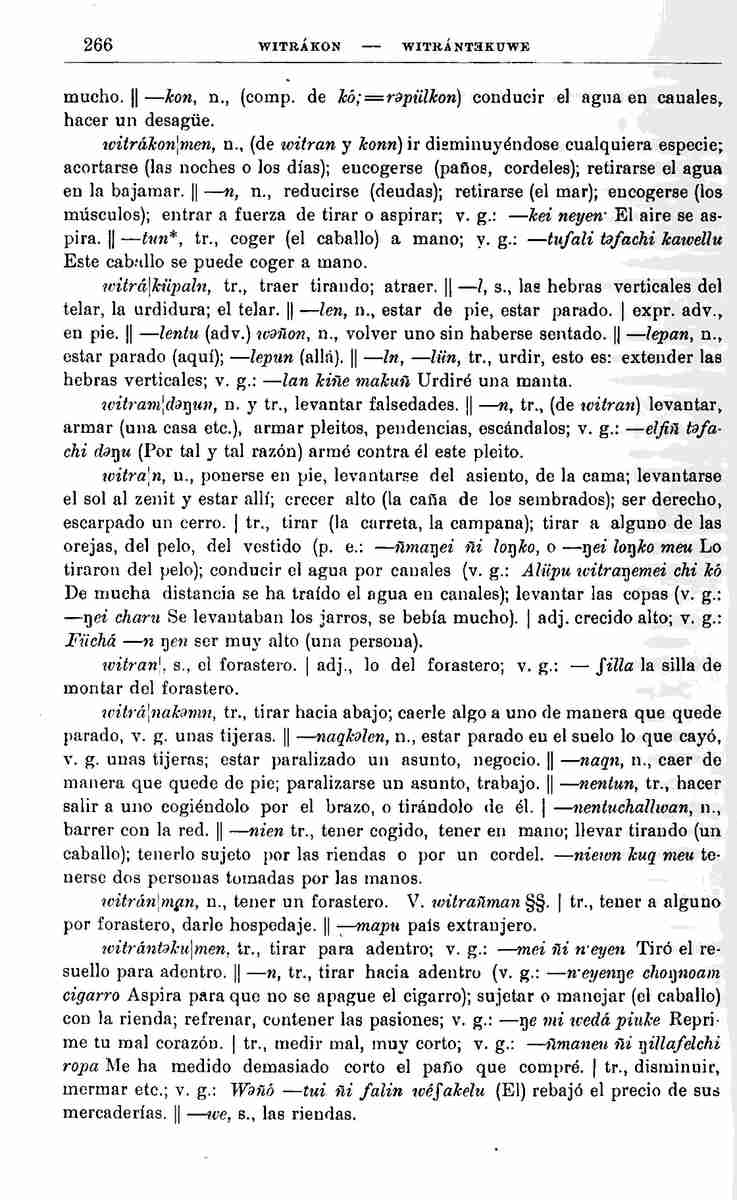 266 WITRÁKON — WITRÁNTƎKUWE
mucho. || —kon, n., (comp. de kó;=rəpülkon) conducir el agua en canales,
hacer un desagüe.
witrákon¦men, n., (de witran y konn) ir disminuyéndose cualquiera especie;
acortarse (las noches o los días); encogerse (paños, cordeles); retirarse el agua
en la bajamar. || —n, n., reducirse (deudas); retirarse (el mar); encogerse (los
músculos); entrar a fuerza de tirar o aspirar; v. g.: —kei neyen· El aire se as-
pira. || —tun*, tr., coger (el caballo) a mano; v. g.: —tufali təfachi kawellu
Este caballo se puede coger a mano.
witrá¦küpaln, tr., traer tirando; atraer. || —l, s., las hebras verticales del
telar, la urdidura; el telar. || —len, n., estar de pie, estar parado. | expr. adv.,
en pie. || —lentu (adv.) wəñon, n., volver uno sin haberse sentado. || —lepan, n.,
estar parado (aquí); —lepun (allá). || —ln, —lün, tr., urdir, esto es: extender las
hebras verticales; v. g.: —lan kiñe makuñ Urdiré una manta.
witram¦dəŋun, n. y tr., levantar falsedades. || —n, tr., (de witran) levantar,
armar (una casa etc.), armar pleitos, pendencias, escándalos; v. g.: —elfiñ təfa-
chi dəŋu (Por tal y tal razón) armé contra él este pleito.
witra¦n, n., ponerse en pie, levantarse del asiento, de la cama; levantarse
el sol al zenit y estar allí; crecer alto (la caña de los sembrados); ser derecho,
escarpado un cerro. | tr., tirar (la carreta, la campana); tirar a alguno de las
orejas, del pelo, del vestido (p. e.: —ñmaŋei ñi loŋko, o —ŋei loŋko meu Lo
tiraron del pelo); conducir el agua por canales (v. g.: Alüpu witraŋemei chi kó
De mucha distancia se ha traído el agua en canales); levantar las copas (v. g.:
—ŋei charu Se levantaban los jarros, se bebía mucho). | adj. crecido alto; v. g.:
Füchá —n ŋen ser muy alto (una persona).
witran¦, s., el forastero. | adj., lo del forastero; v. g.: — ʃilla la silla de
montar del forastero.
witrá¦nakəmn, tr., tirar hacia abajo; caerle algo a uno de manera que quede
parado, v. g. unas tijeras. || —naqkəlen, n., estar parado en el suelo lo que cayó,
v. g. unas tijeras; estar paralizado un asunto, negocio. || —naqn, n., caer de
manera que quede de pie; paralizarse un asunto, trabajo. || —nentun, tr., hacer
salir a uno cogiéndolo por el brazo, o tirándolo de él. | —nentuchallwan, n.,
barrer con la red. || —nien tr., tener cogido, tener en mano; llevar tirando (un
caballo); tenerlo sujeto por las riendas o por un cordel. —niewn kuq meu te-
nerse dos personas tomadas por las manos.
witrán¦man, n., tener un forastero. V. witrañman §§. | tr., tener a alguno
por forastero, darle hospedaje. || —mapu país extranjero.
witrántəku¦men, tr., tirar para adentro; v. g.: —mei ñi n·eyen Tiró el re-
suello para adentro. || —n, tr., tirar hacia adentro (v. g.: —n·eyenŋe choŋnoam
cigarro Aspira para que no se apague el cigarro); sujetar o manejar (el caballo)
con la rienda; refrenar, contener las pasiones; v. g.: —ŋe mi wedá piuke Repri-
me tu mal corazón. | tr., medir mal, muy corto; v. g.: —ñmaneu ñi ŋillafelchi
ropa Me ha medido demasiado corto el paño que compré. | tr., disminuir,
mermar etc.; v. g.: Wəñó —tui ñi falin wéʃakelu (El) rebajó el precio de sus
mercaderías. || —we, s., las riendas.